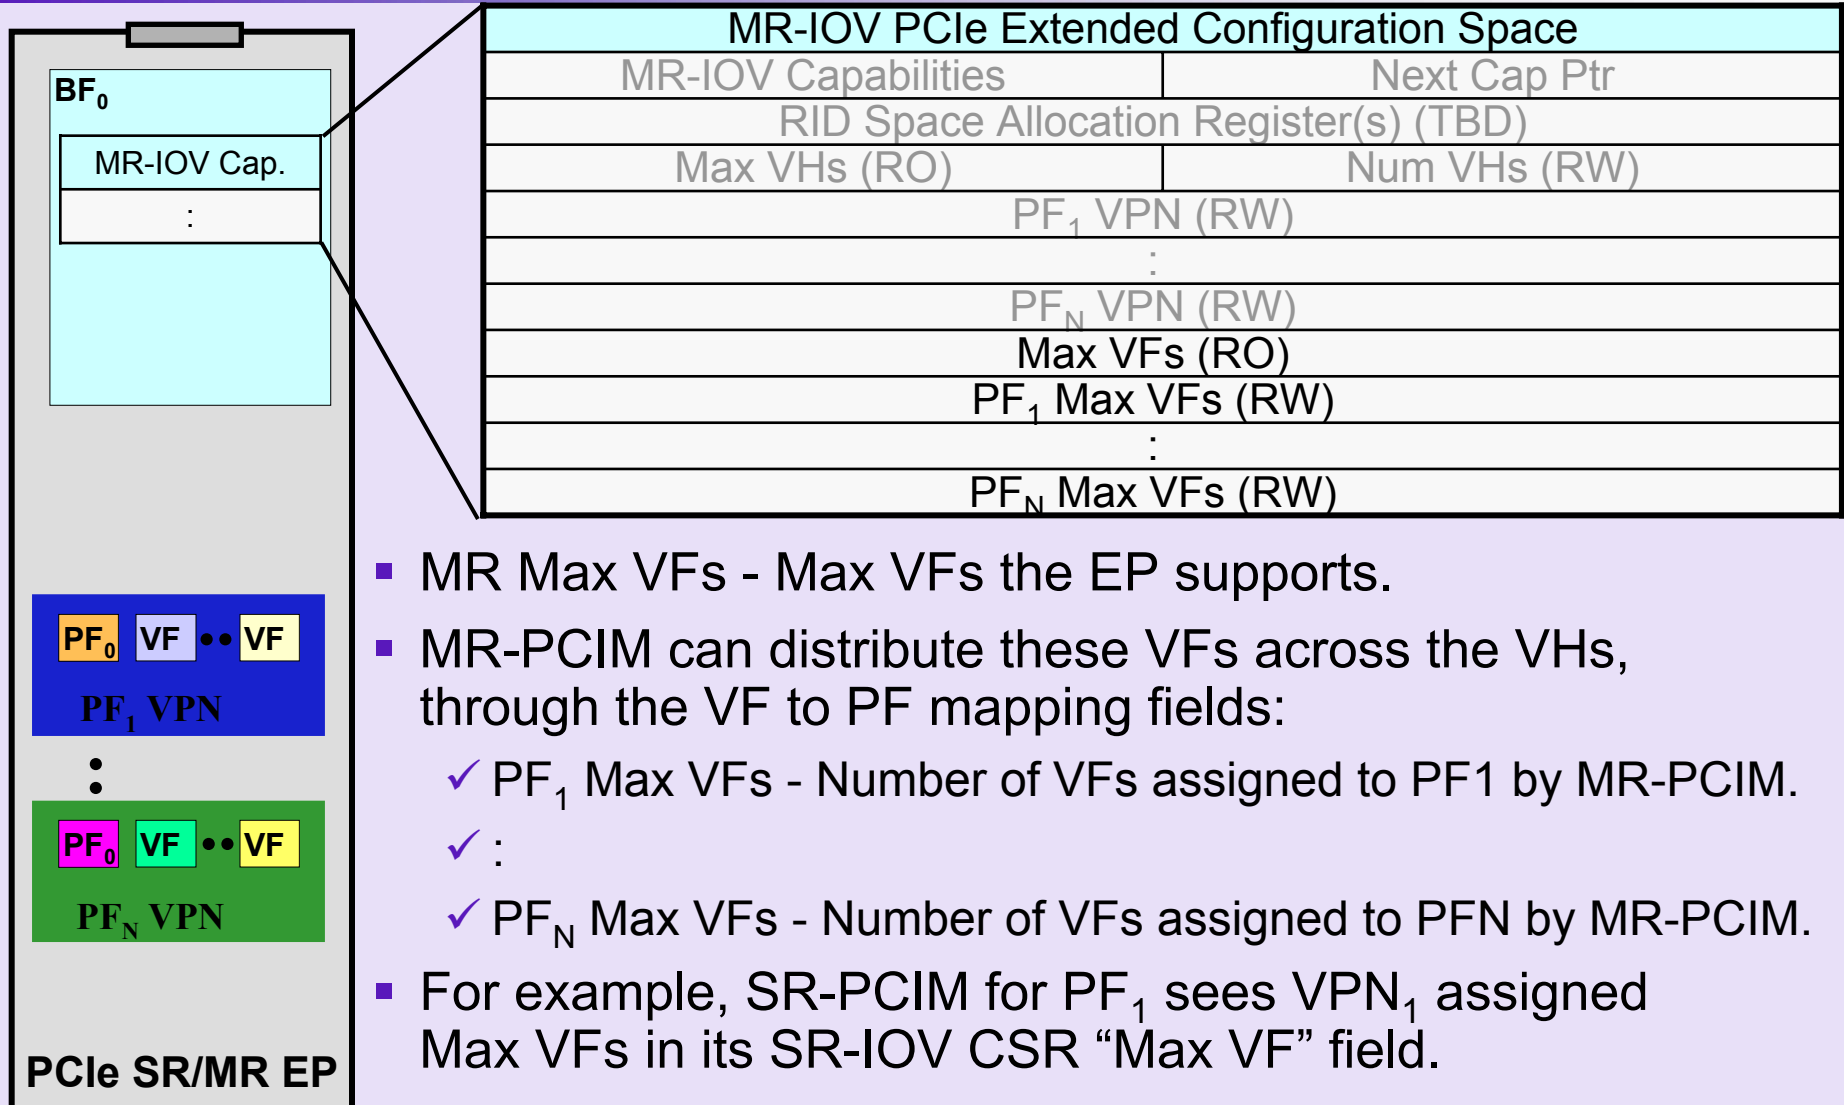 BF₀
MR-IOV Cap.
:
PF₀ VF •• VF
PF₁ VPN
:
PF₀ VF •• VF
PF_N VPN
PCIe SR/MR EP
MR-IOV PCIe Extended Configuration Space
MR-IOV Capabilities Next Cap Ptr
RID Space Allocation Register(s) (TBD)
Max VHs (RO) Num VHs (RW)
PF₁ VPN (RW)
:
PF_N VPN (RW)
Max VFs (RO)
PF₁ Max VFs (RW)
:
PF_N Max VFs (RW)
▪ MR Max VFs - Max VFs the EP supports.
▪ MR-PCIM can distribute these VFs across the VHs,
through the VF to PF mapping fields:
✓ PF₁ Max VFs - Number of VFs assigned to PF1 by MR-PCIM.
✓ :
✓ PF_N Max VFs - Number of VFs assigned to PFN by MR-PCIM.
▪ For example, SR-PCIM for PF₁ sees VPN₁ assigned
Max VFs in its SR-IOV CSR “Max VF” field.